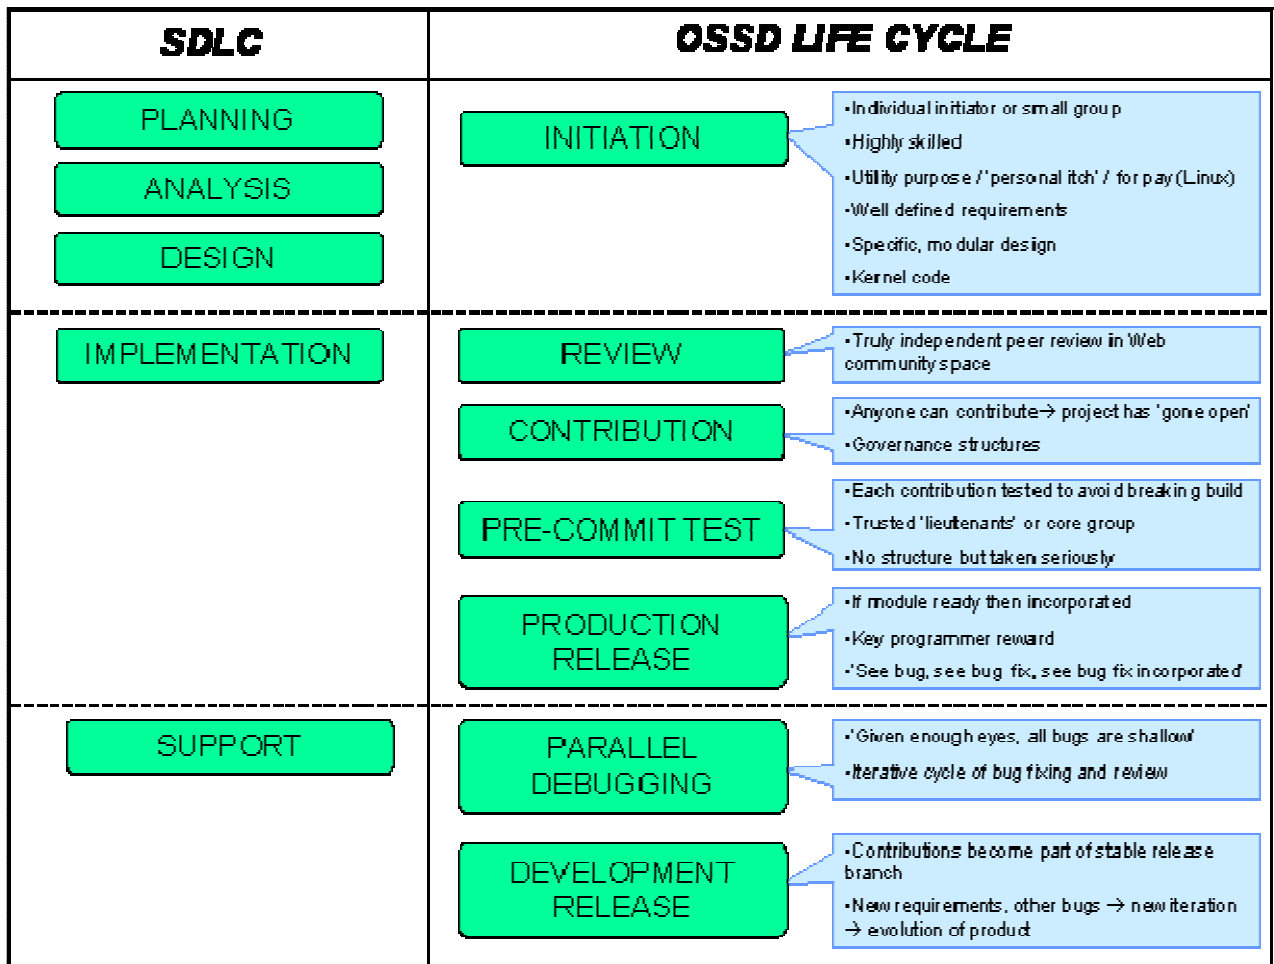 SDLC
OSSD LIFE CYCLE
PLANNING
ANALYSIS
DESIGN
INITIATION
•Individual initiator or small group
•Highly skilled
•Utility purpose / 'personal itch' / for pay (Linux)
•Well defined requirements
•Specific, modular design
•Kernel code
IMPLEMENTATION
REVIEW
•Truly independent peer review in Web
community space
CONTRIBUTION
•Anyone can contribute→ project has 'gone open'
•Governance structures
PRE-COMMIT TEST
•Each contribution tested to avoid breaking build
•Trusted 'lieutenants' or core group
•No structure but taken seriously
PRODUCTION
RELEASE
•If module ready then incorporated
•Key programmer reward
•'See bug, see bug fix, see bug fix incorporated'
SUPPORT
PARALLEL
DEBUGGING
•'Given enough eyes, all bugs are shallow'
•Iterative cycle of bug fixing and review
DEVELOPMENT
RELEASE
•Contributions become part of stable release
branch
•New requirements, other bugs → new iteration
→ evolution of product